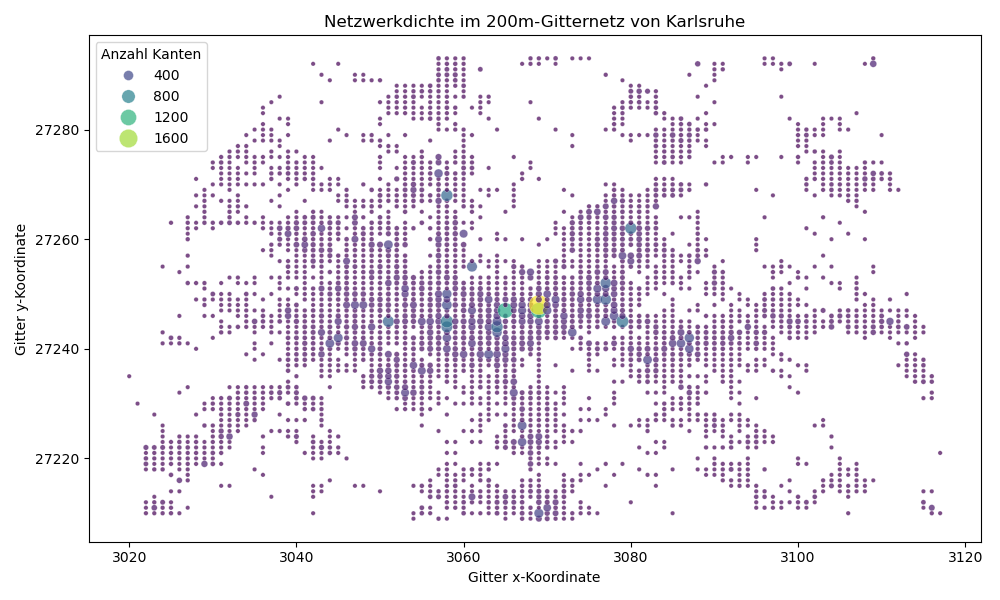 Netzwerkdichte im 200m-Gitternetz von Karlsruhe
Anzahl Kanten
400
800
1200
1600
Gitter y-Koordinate
27280
27260
27240
27220
3020 3040 3060 3080 3100 3120
Gitter x-Koordinate